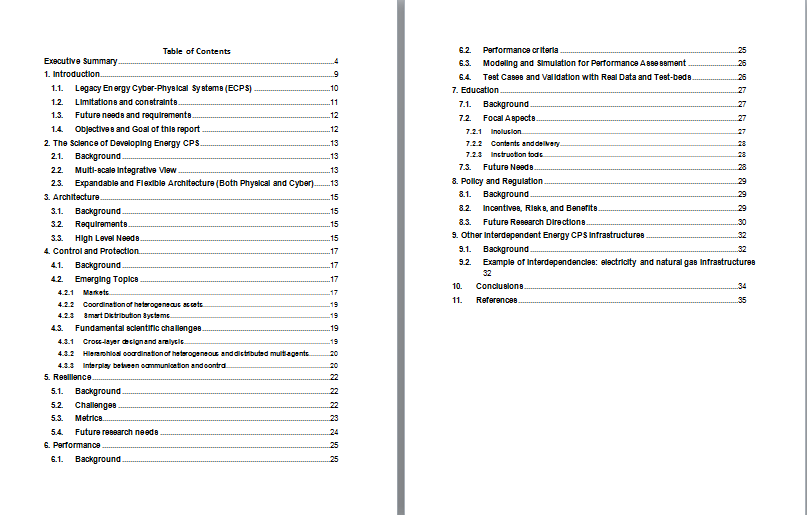 Table of Contents
Executive Summary 4
1. Introduction 9
1.1. Legacy Energy Cyber-Physical Systems (ECPS) 10
1.2. Limitations and constraints 11
1.3. Future needs and requirements 12
1.4. Objectives and Goal of this report 12
2. The Science of Developing Energy CPS 13
2.1. Background 13
2.2. Multi-scale Integrative View 13
2.3. Expandable and Flexible Architecture (Both Physical and Cyber) 13
3. Architecture 15
3.1. Background 15
3.2. Requirements 15
3.3. High Level Needs 15
4. Control and Protection 17
4.1. Background 17
4.2. Emerging Topics 17
4.2.1 Markets 17
4.2.2 Coordination of heterogeneous assets 19
4.2.3 Smart Distribution Systems 19
4.3. Fundamental scientific challenges 19
4.3.1 Cross-layer design and analysis 19
4.3.2 Hierarchical coordination of heterogeneous and distributed multi-agents 20
4.3.3 Interplay between communication and control 20
5. Resilience 22
5.1. Background 22
5.2. Challenges 22
5.3. Metrics 23
5.4. Future research needs 24
6. Performance 25
6.1. Background 25
6.2. Performance criteria 25
6.3. Modeling and Simulation for Performance Assessment 26
6.4. Test Cases and Validation with Real Data and Test-beds 26
7. Education 27
7.1. Background 27
7.2. Focal Aspects 27
7.2.1 Inclusion 27
7.2.2 Contents and delivery 28
7.2.3 Instruction tools 28
7.3. Future Needs 28
8. Policy and Regulation 29
8.1. Background 29
8.2. Incentives, Risks, and Benefits 29
8.3. Future Research Directions 30
9. Other Interdependent Energy CPS Infrastructures 32
9.1. Background 32
9.2. Example of Interdependencies: electricity and natural gas infrastructures
32
10. Conclusions 34
11. References 35